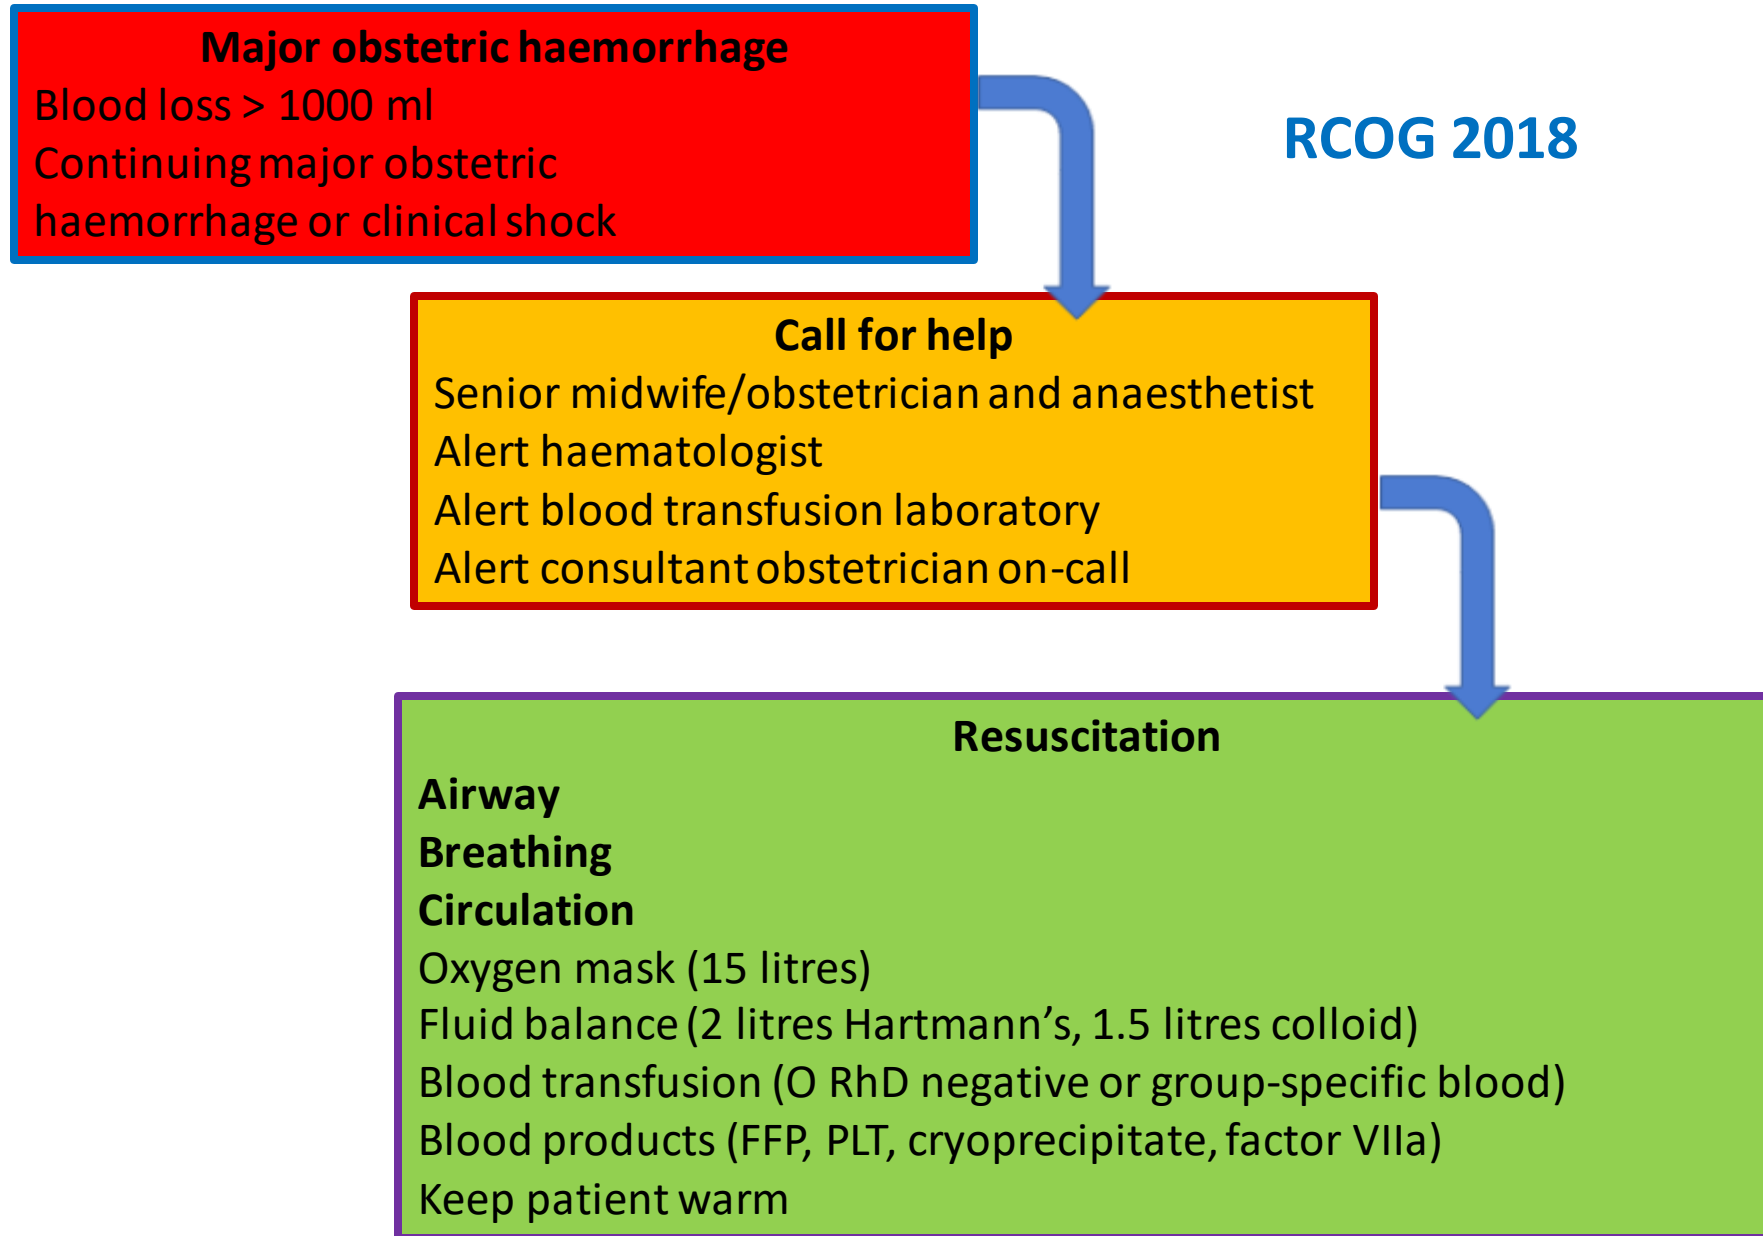 Major obstetric haemorrhage
Blood loss > 1000 ml
Continuing major obstetric
haemorrhage or clinical shock
RCOG 2018
Call for help
Senior midwife/obstetrician and anaesthetist
Alert haematologist
Alert blood transfusion laboratory
Alert consultant obstetrician on-call
Resuscitation
Airway
Breathing
Circulation
Oxygen mask (15 litres)
Fluid balance (2 litres Hartmann’s, 1.5 litres colloid)
Blood transfusion (O RhD negative or group-specific blood)
Blood products (FFP, PLT, cryoprecipitate, factor VIIa)
Keep patient warm